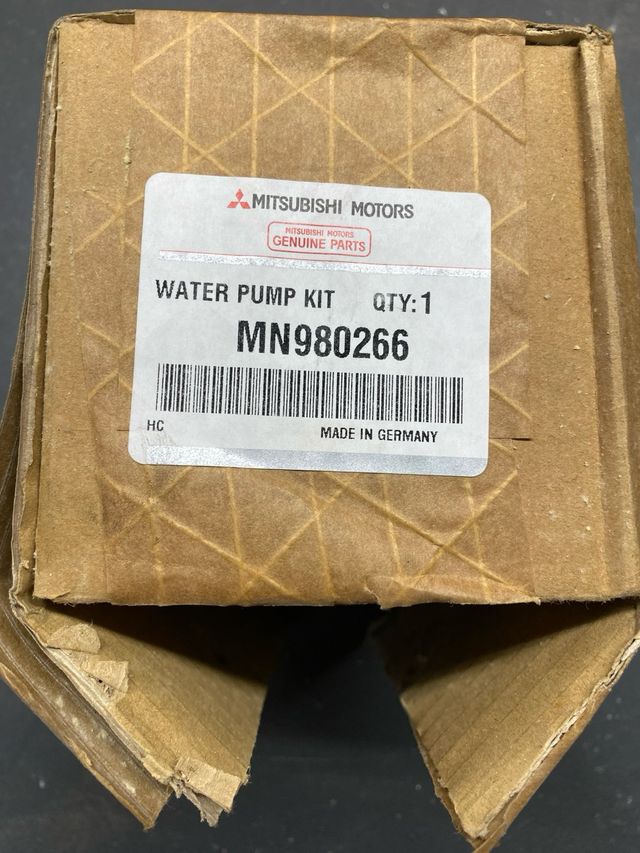 MITSUBISHI MOTORS
MITSUBISHI MOTORS
GENUINE PARTS
WATER PUMP KIT QTY: 1
MN980266
HC MADE IN GERMANY